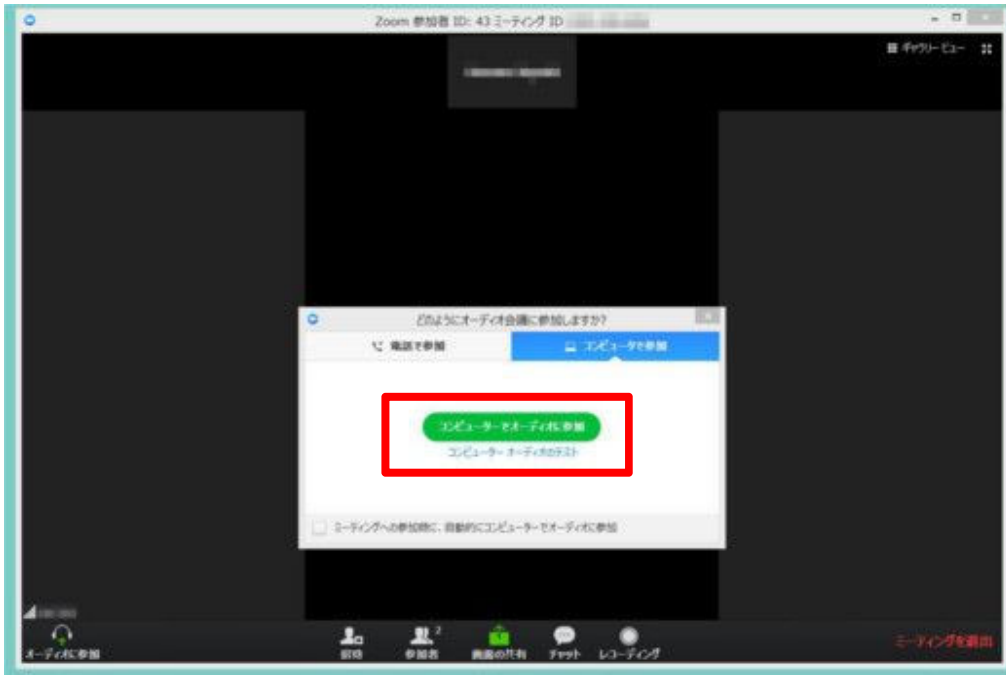 Zoom 参加者 ID: 43 ミーティング ID
ギャラリービュー
どのようにオーディオ会議に参加しますか?
電話で参加
コンピュータで参加
コンピューターでオーディオに参加
コンピューター オーディオのテスト
ミーティングへの参加時に、自動的にコンピューターでオーディオに参加
オーディオに参加
招待
参加者
2
画面の共有
チャット
レコーディング
ミーティングを退出